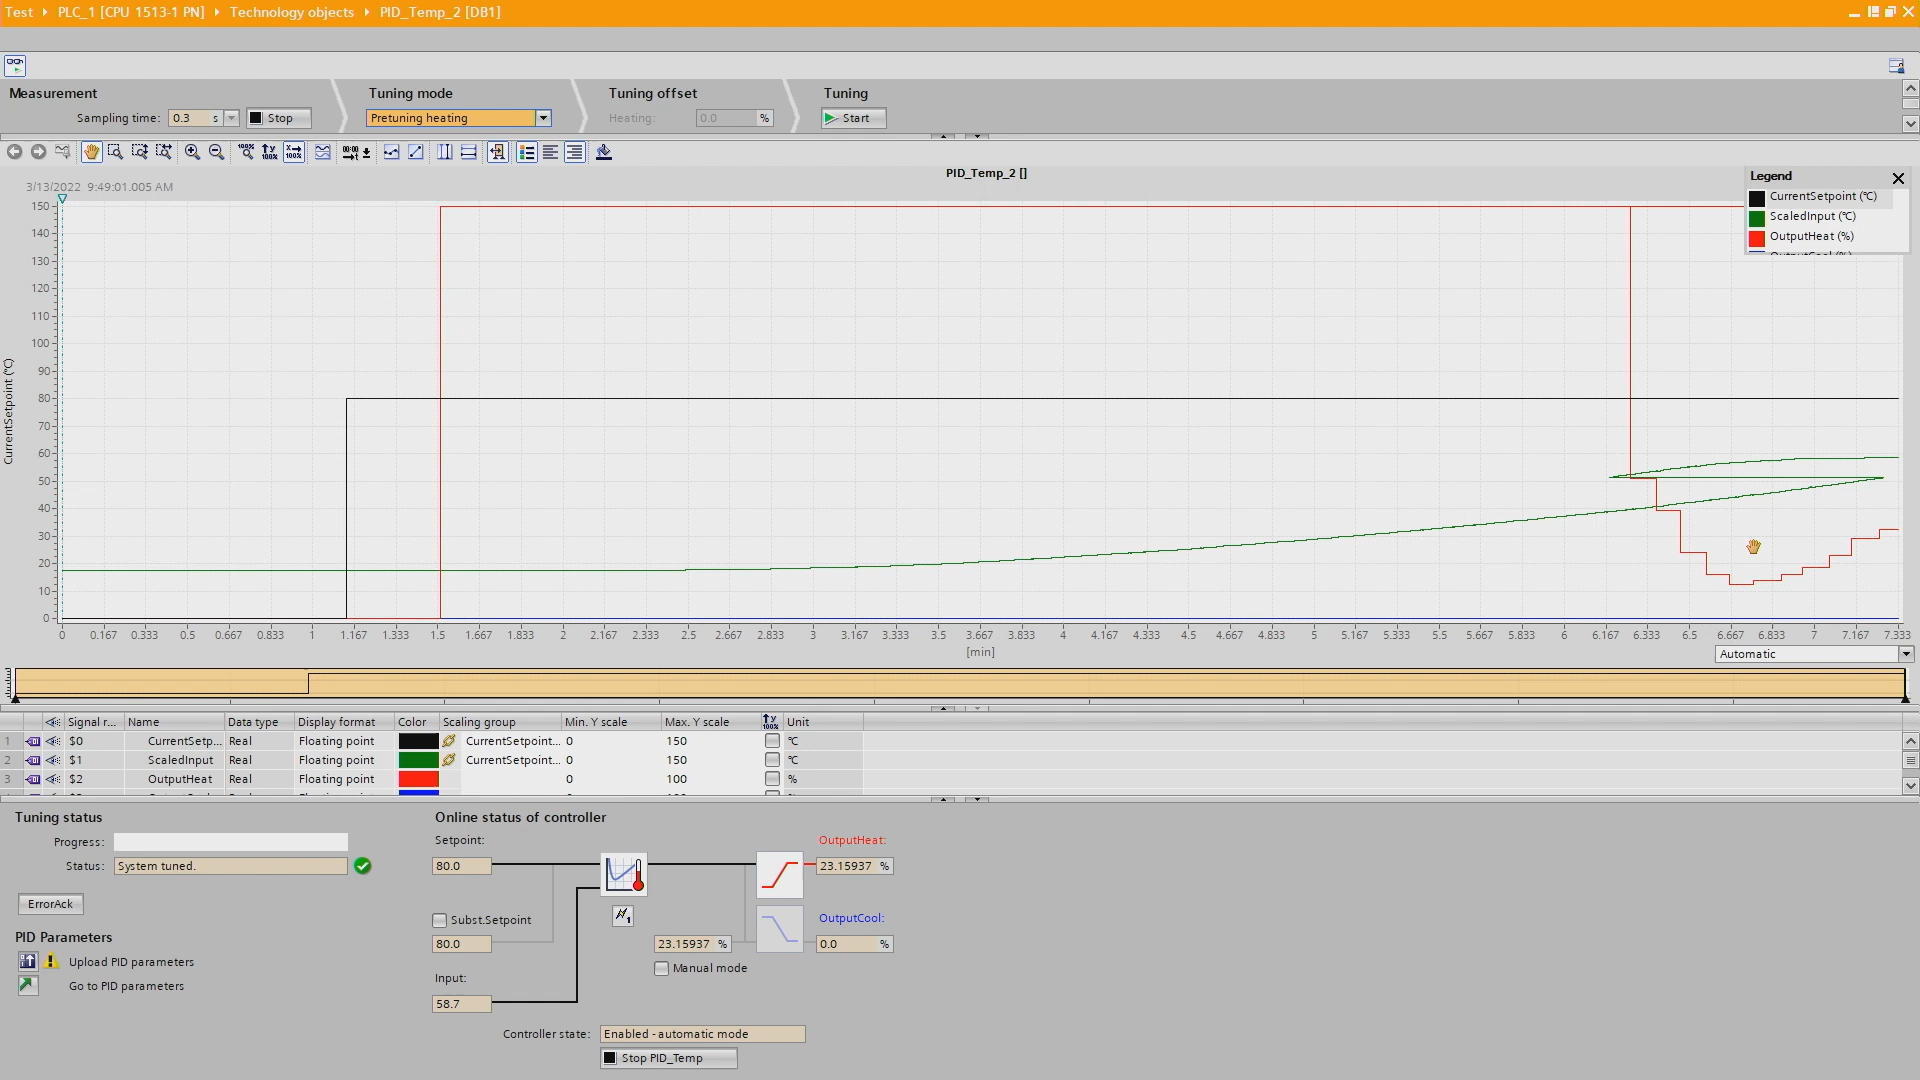 Test ▸ PLC_1 [CPU 1513-1 PN] ▸ Technology objects ▸ PID_Temp_2 [DB1]
Measurement
Tuning mode
Tuning offset
Tuning
Sampling time: 0.3 s Stop
Pretuning heating
Heating: 0.0 %
Start
PID_Temp_2 []
3/13/2022 9:49:01.005 AM
Legend
CurrentSetpoint (°C)
ScaledInput (°C)
OutputHeat (%)
CurrentSetpoint (°C)
150
140
130
120
110
100
90
80
70
60
50
40
30
20
10
0
0 0.167 0.333 0.5 0.667 0.833 1 1.167 1.333 1.5 1.667 1.833 2 2.167 2.333 2.5 2.667 2.833 3 3.167 3.333 3.5 3.667 3.833 4 4.167 4.333 4.5 4.667 4.833 5 5.167 5.333 5.5 5.667 5.833 6 6.167 6.333 6.5 6.667 6.833 7 7.167 7.333
[min]
Automatic
Signal r... Name Data type Display format Color Scaling group Min. Y scale Max. Y scale Unit
1 $0 CurrentSetp... Real Floating point CurrentSetpoint... 0 150 °C
2 $1 ScaledInput Real Floating point CurrentSetpoint... 0 150 °C
3 $2 OutputHeat Real Floating point 0 100 %
Tuning status
Progress:
Status: System tuned.
ErrorAck
PID Parameters
Upload PID parameters
Go to PID parameters
Online status of controller
Setpoint:
80.0
Subst.Setpoint
80.0
Input:
58.7
23.15937 %
Manual mode
OutputHeat:
23.15937 %
OutputCool:
0.0 %
Controller state: Enabled - automatic mode
Stop PID_Temp